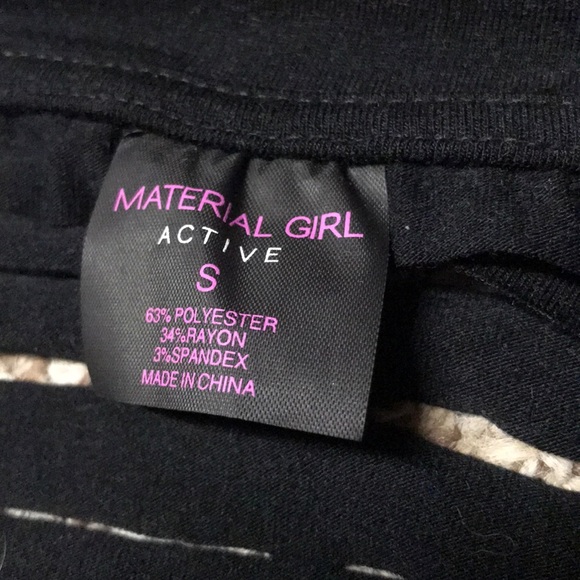 MATERIAL GIRL
ACTIVE
S
63% POLYESTER
34%RAYON
3%SPANDEX
MADE IN CHINA